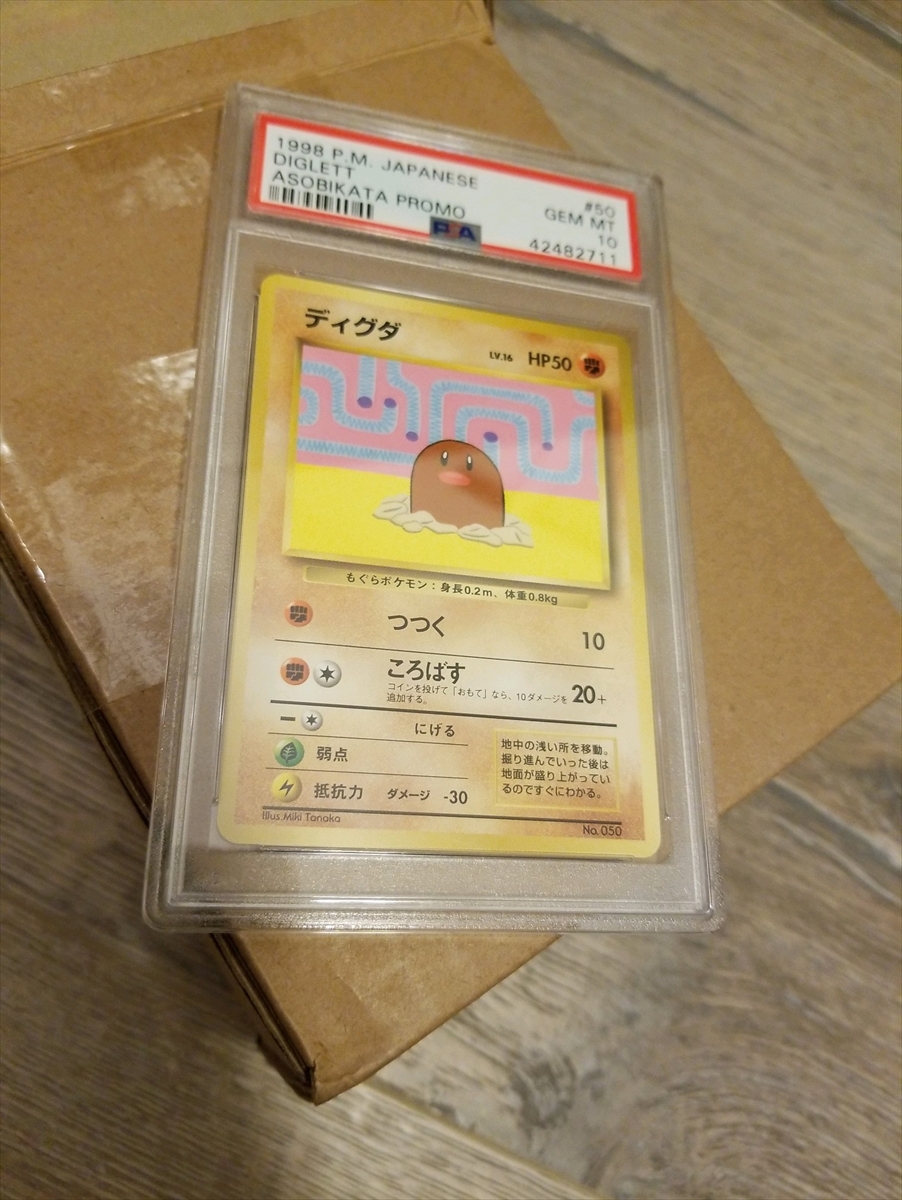 1998 P.M. JAPANESE
DIGLETT
ASOBIKATA PROMO
#50
GEM MT
10
42482711
PSA
ディグダ
LV.16 HP50
もぐらポケモン：身長0.2m、体重0.8kg
つつく 10
ころばす 20+
コインを投げて「おもて」なら、10ダメージを
追加する。
にげる
弱点
抵抗力 ダメージ -30
地中の浅い所を移動。
掘り進んでいった後は
地面が盛り上がってい
るのですぐにわかる。
Illus.Miki Tanaka
No.050